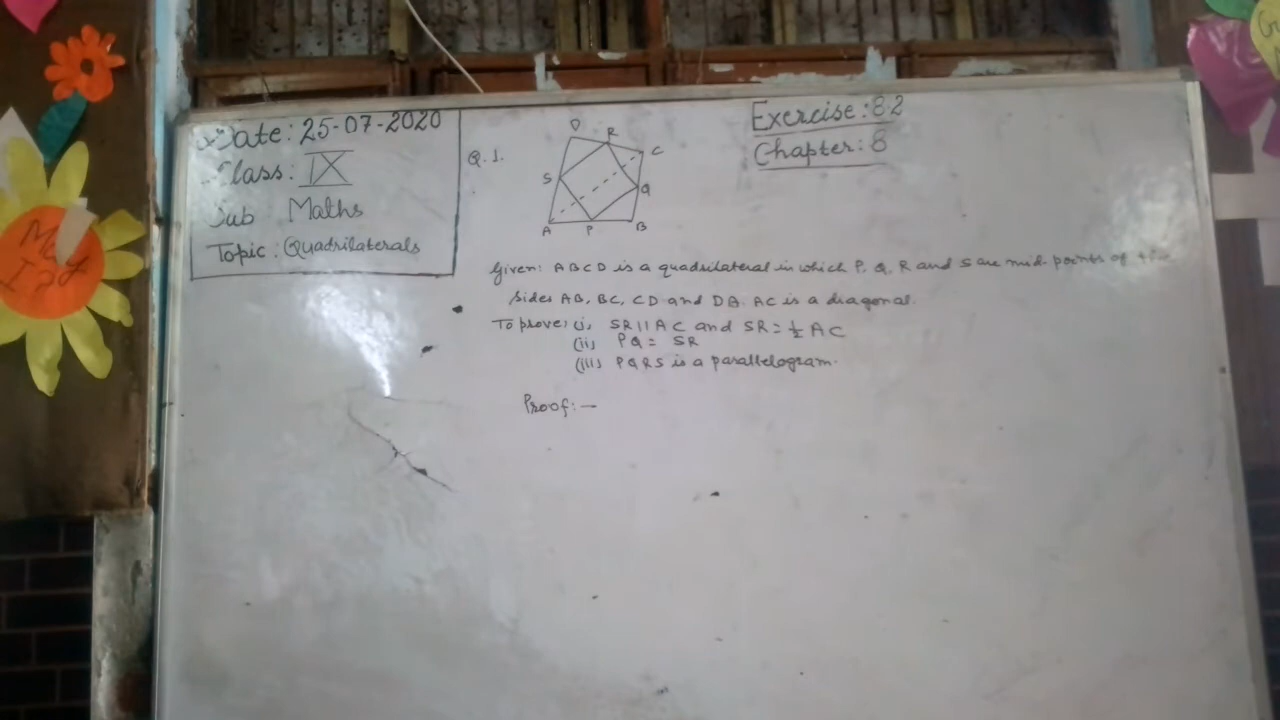 Date: 25-07-2020
Class: IX
Sub Maths
Topic: Quadrilaterals
Q.1.
D
R
C
S
Q
A
P
B
Exercise: 8.2
Chapter: 8
Given: ABCD is a quadrilateral in which P, Q, R and S are mid-points of the
sides AB, BC, CD and DA. AC is a diagonal.
To prove: (i) SR || AC and SR = ½ AC
(ii) PQ = SR
(iii) PQRS is a parallelogram.
Proof:-